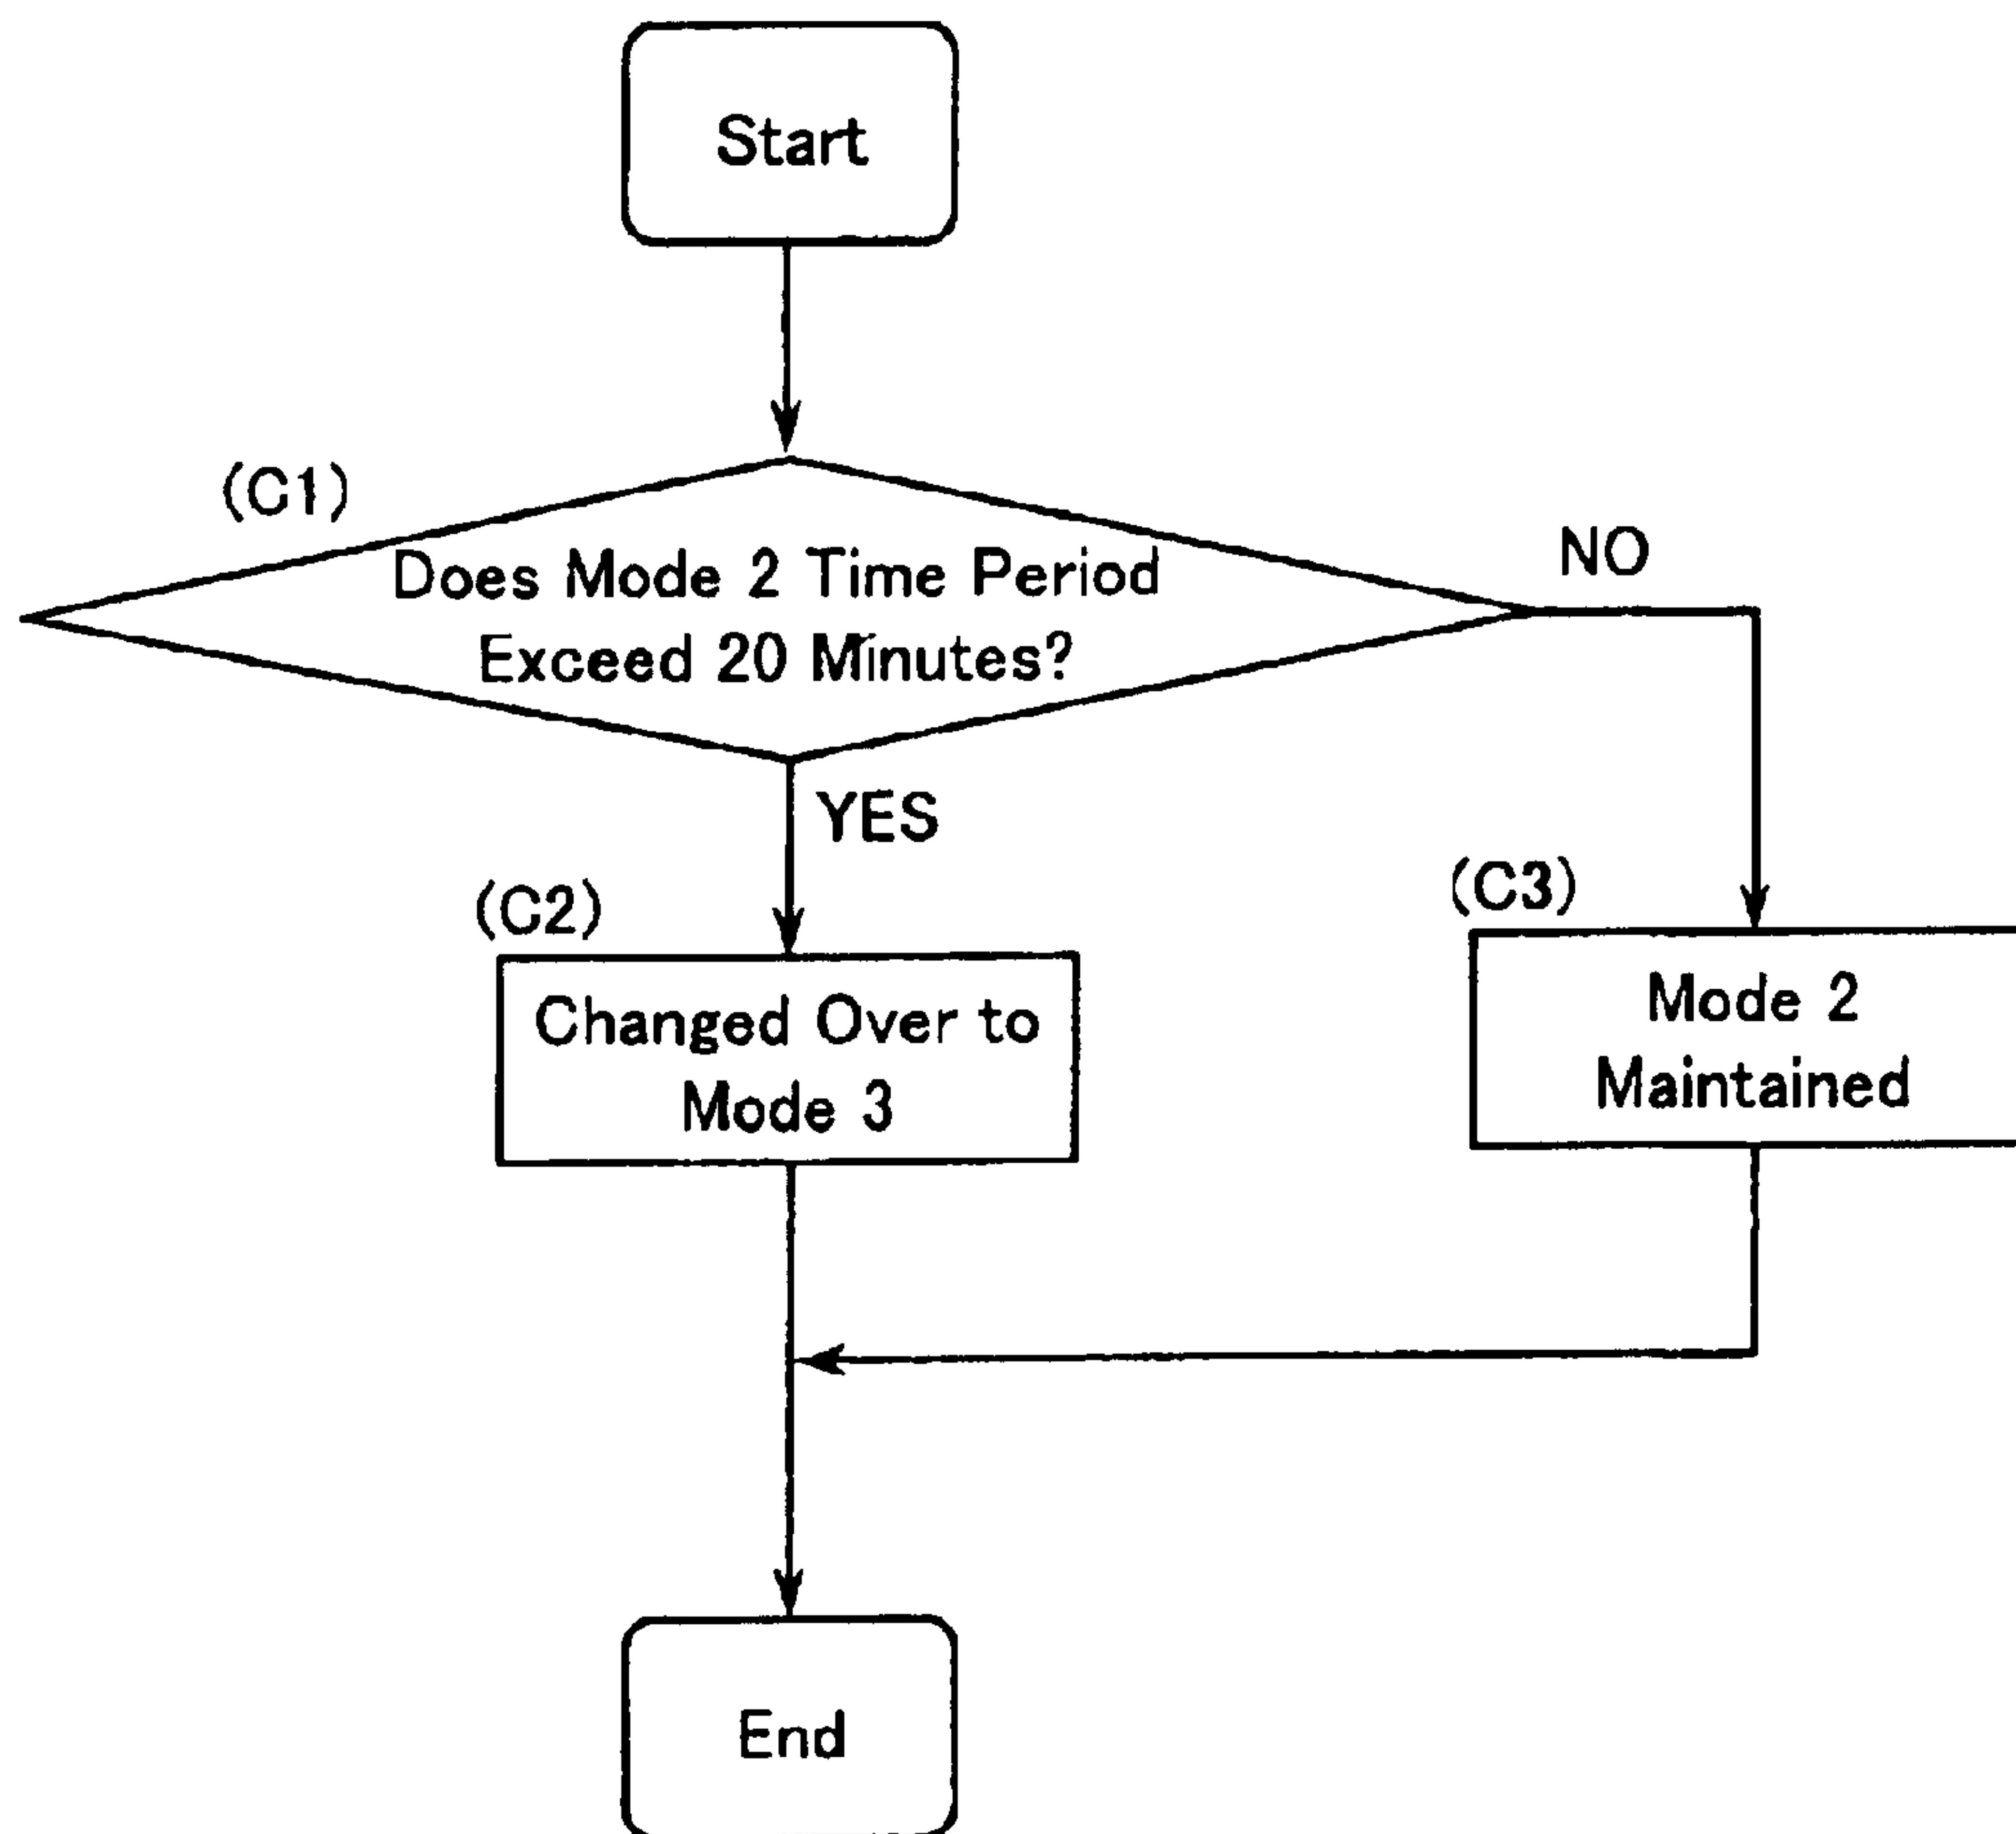 Start
(C1)
Does Mode 2 Time Period
Exceed 20 Minutes?
NO
YES
(C2)
Changed Over to
Mode 3
(C3)
Mode 2
Maintained
End